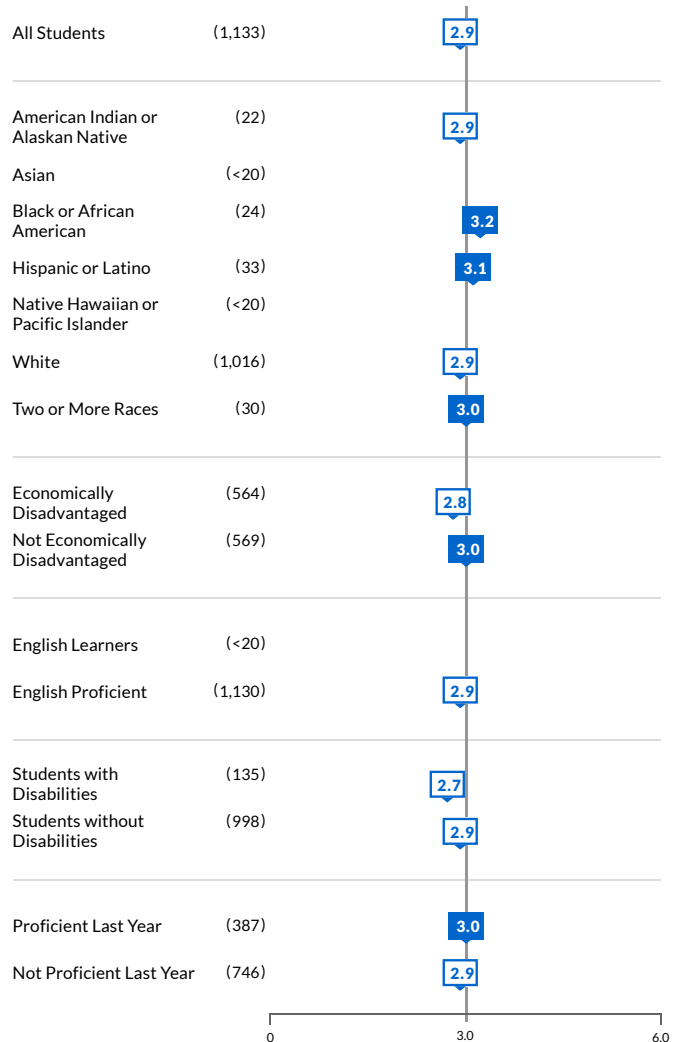 All Students (1,133) 2.9
American Indian or
Alaskan Native (22) 2.9
Asian (<20)
Black or African
American (24) 3.2
Hispanic or Latino (33) 3.1
Native Hawaiian or
Pacific Islander (<20)
White (1,016) 2.9
Two or More Races (30) 3.0
Economically
Disadvantaged (564) 2.8
Not Economically
Disadvantaged (569) 3.0
English Learners (<20)
English Proficient (1,130) 2.9
Students with
Disabilities (135) 2.7
Students without
Disabilities (998) 2.9
Proficient Last Year (387) 3.0
Not Proficient Last Year (746) 2.9
0 3.0 6.0